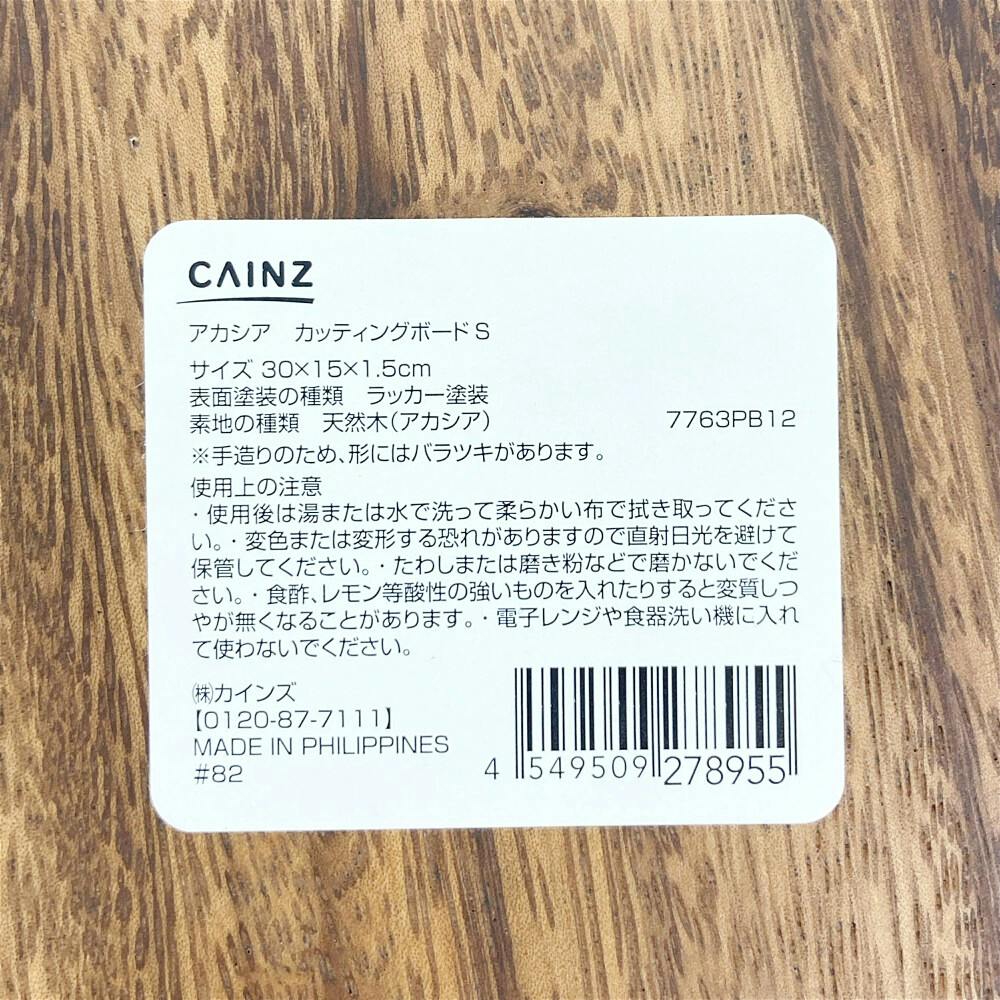 CAINZ
アカシア　カッティングボードS
サイズ 30×15×1.5cm
表面塗装の種類　ラッカー塗装
素地の種類　天然木(アカシア)　7763PB12
※手造りのため、形にはバラツキがあります。
使用上の注意
・使用後は湯または水で洗って柔らかい布で拭き取ってくださ
い。・変色または変形する恐れがありますので直射日光を避けて
保管してください。・たわしまたは磨き粉などで磨かないでくだ
さい。・食酢、レモン等酸性の強いものを入れたりすると変質しつ
やが無くなることがあります。・電子レンジや食器洗い機に入れ
て使わないでください。
㈱カインズ
【0120-87-7111】
MADE IN PHILIPPINES
#82
4 549509 278955